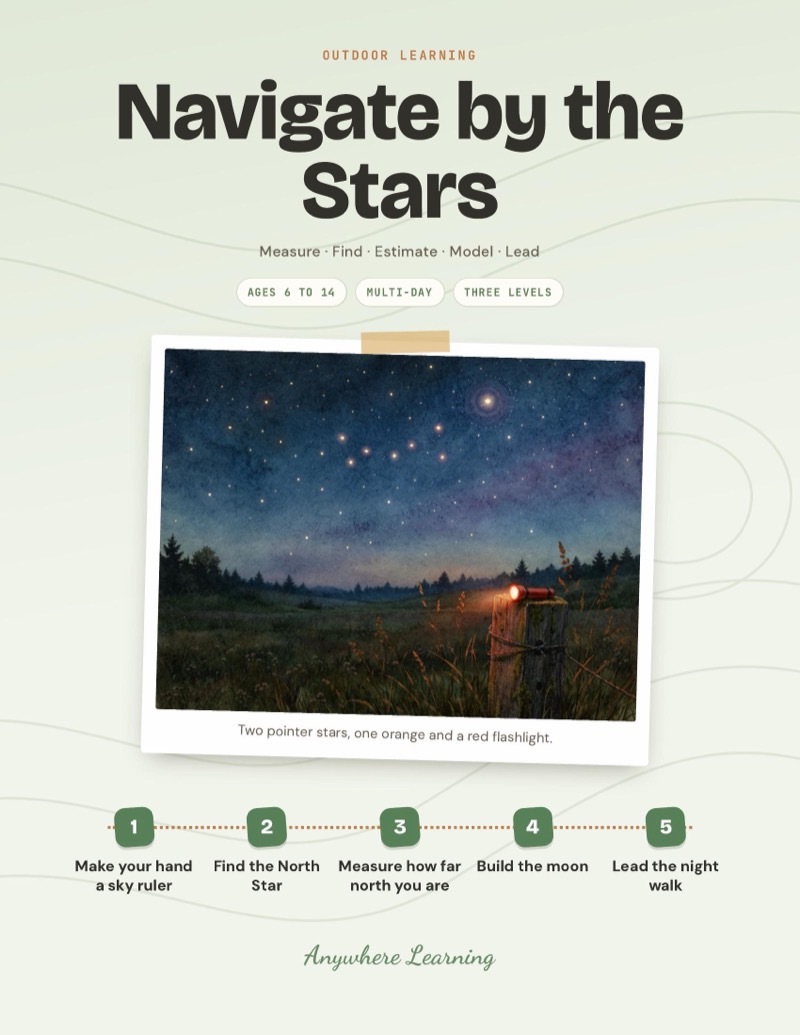 OUTDOOR LEARNING
Navigate by the
Stars
Measure · Find · Estimate · Model · Lead
AGES 6 TO 14
MULTI-DAY
THREE LEVELS
Two pointer stars, one orange and a red flashlight.
1
Make your hand
a sky ruler
2
Find the North
Star
3
Measure how far
north you are
4
Build the moon
5
Lead the night
walk
Anywhere Learning